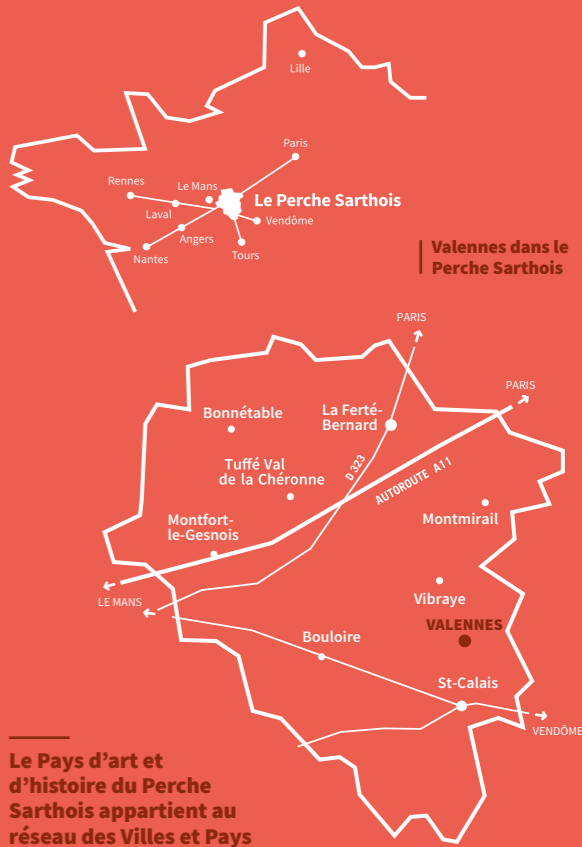 Lille
Paris
Rennes
Le Mans
Le Perche Sarthois
Laval
Vendôme
Angers
Nantes
Tours
Valennes dans le
Perche Sarthois
PARIS
PARIS
Bonnétable
La Ferté-
Bernard
D 323
AUTOROUTE A11
Tuffé Val
de la Chéronne
Montmirail
Montfort-
le-Gesnois
LE MANS
Vibraye
VALENNES
Bouloire
St-Calais
VENDÔME
Le Pays d’art et
d’histoire du Perche
Sarthois appartient au
réseau des Villes et Pays